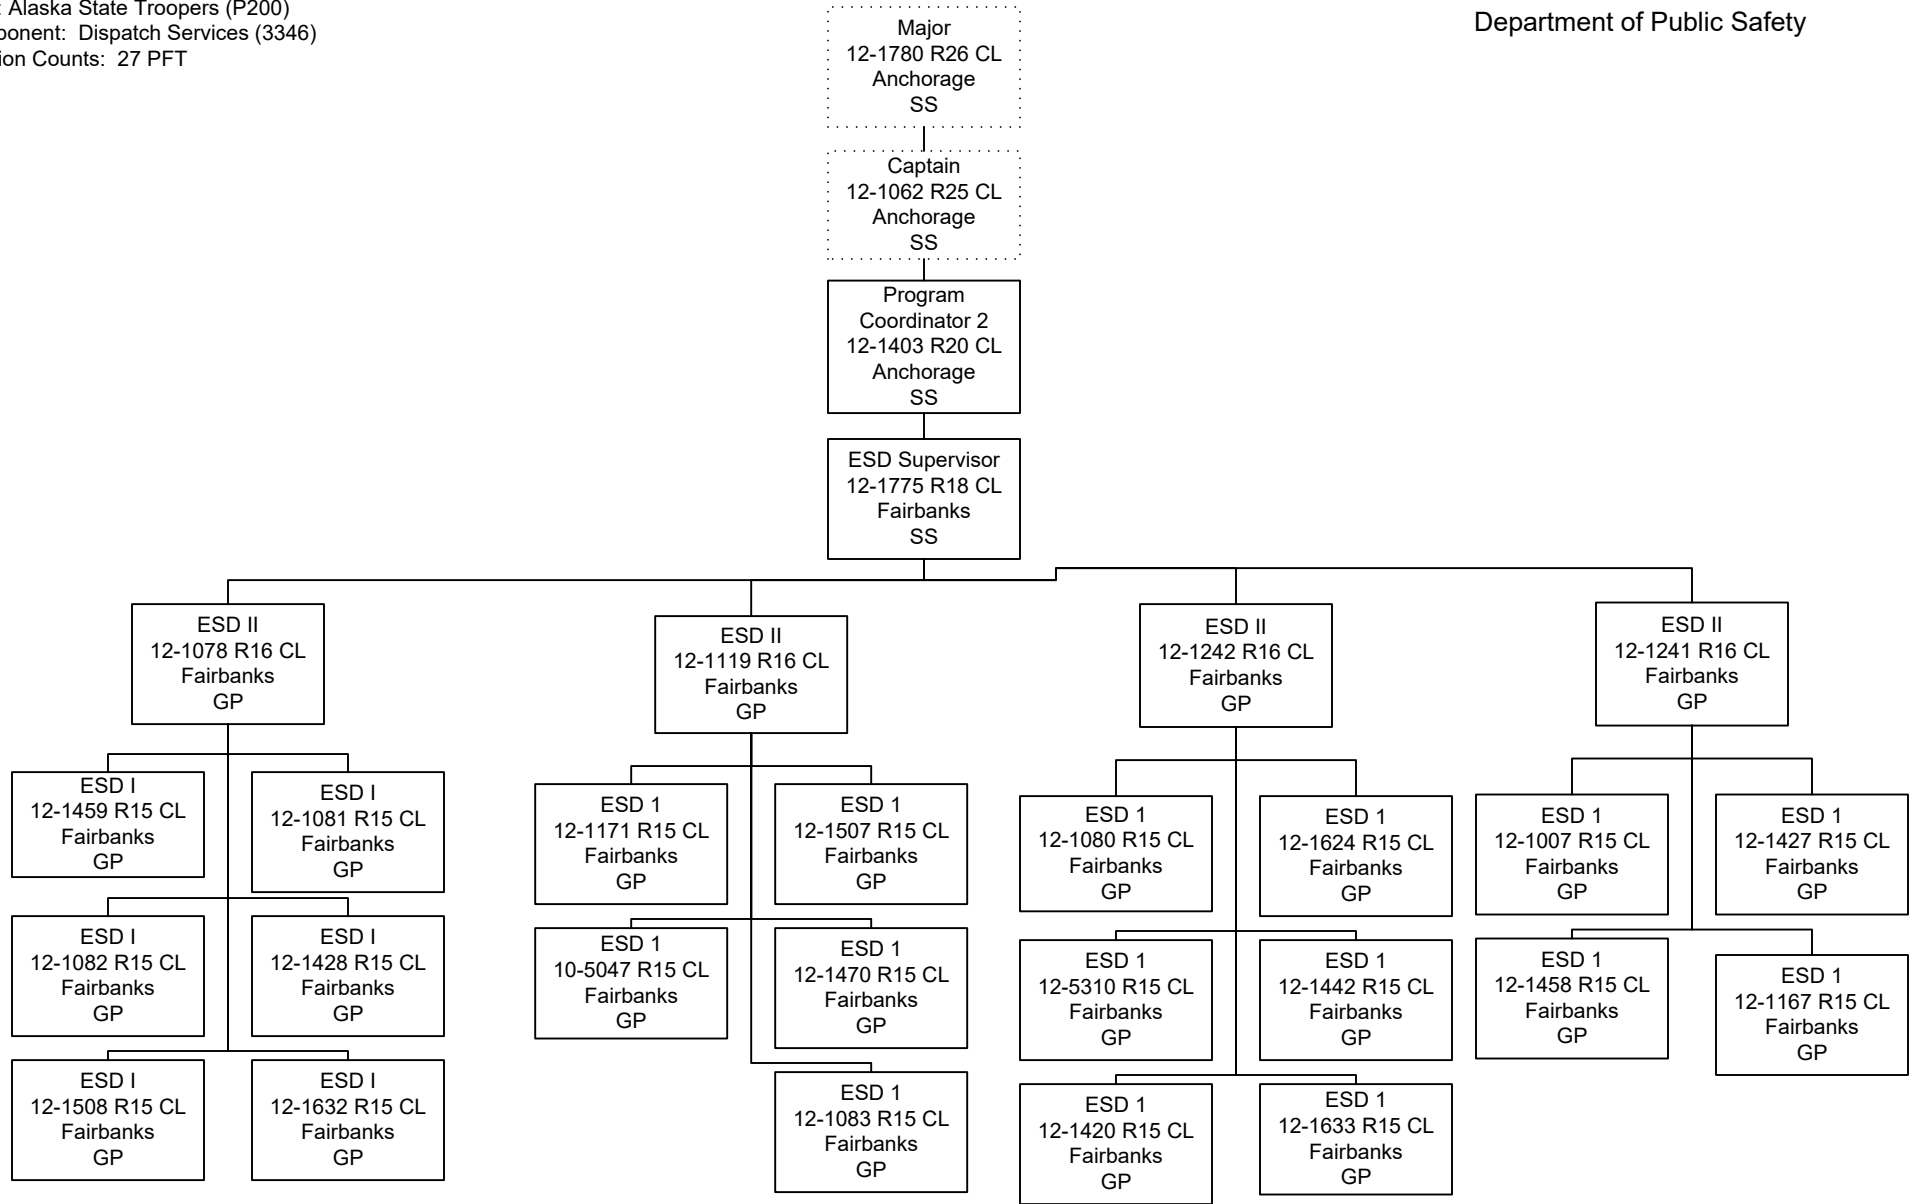 : Alaska State Troopers (P200)
ponent: Dispatch Services (3346)
ion Counts: 27 PFT
Department of Public Safety
Major
12-1780 R26 CL
Anchorage
SS
Captain
12-1062 R25 CL
Anchorage
SS
Program
Coordinator 2
12-1403 R20 CL
Anchorage
SS
ESD Supervisor
12-1775 R18 CL
Fairbanks
SS
ESD II
12-1078 R16 CL
Fairbanks
GP
ESD II
12-1119 R16 CL
Fairbanks
GP
ESD II
12-1242 R16 CL
Fairbanks
GP
ESD II
12-1241 R16 CL
Fairbanks
GP
ESD I
12-1459 R15 CL
Fairbanks
GP
ESD I
12-1081 R15 CL
Fairbanks
GP
ESD 1
12-1171 R15 CL
Fairbanks
GP
ESD 1
12-1507 R15 CL
Fairbanks
GP
ESD 1
12-1080 R15 CL
Fairbanks
GP
ESD 1
12-1624 R15 CL
Fairbanks
GP
ESD 1
12-1007 R15 CL
Fairbanks
GP
ESD 1
12-1427 R15 CL
Fairbanks
GP
ESD I
12-1082 R15 CL
Fairbanks
GP
ESD I
12-1428 R15 CL
Fairbanks
GP
ESD 1
10-5047 R15 CL
Fairbanks
GP
ESD 1
12-1470 R15 CL
Fairbanks
GP
ESD 1
12-5310 R15 CL
Fairbanks
GP
ESD 1
12-1442 R15 CL
Fairbanks
GP
ESD 1
12-1458 R15 CL
Fairbanks
GP
ESD 1
12-1167 R15 CL
Fairbanks
GP
ESD I
12-1508 R15 CL
Fairbanks
GP
ESD I
12-1632 R15 CL
Fairbanks
GP
ESD 1
12-1083 R15 CL
Fairbanks
GP
ESD 1
12-1420 R15 CL
Fairbanks
GP
ESD 1
12-1633 R15 CL
Fairbanks
GP